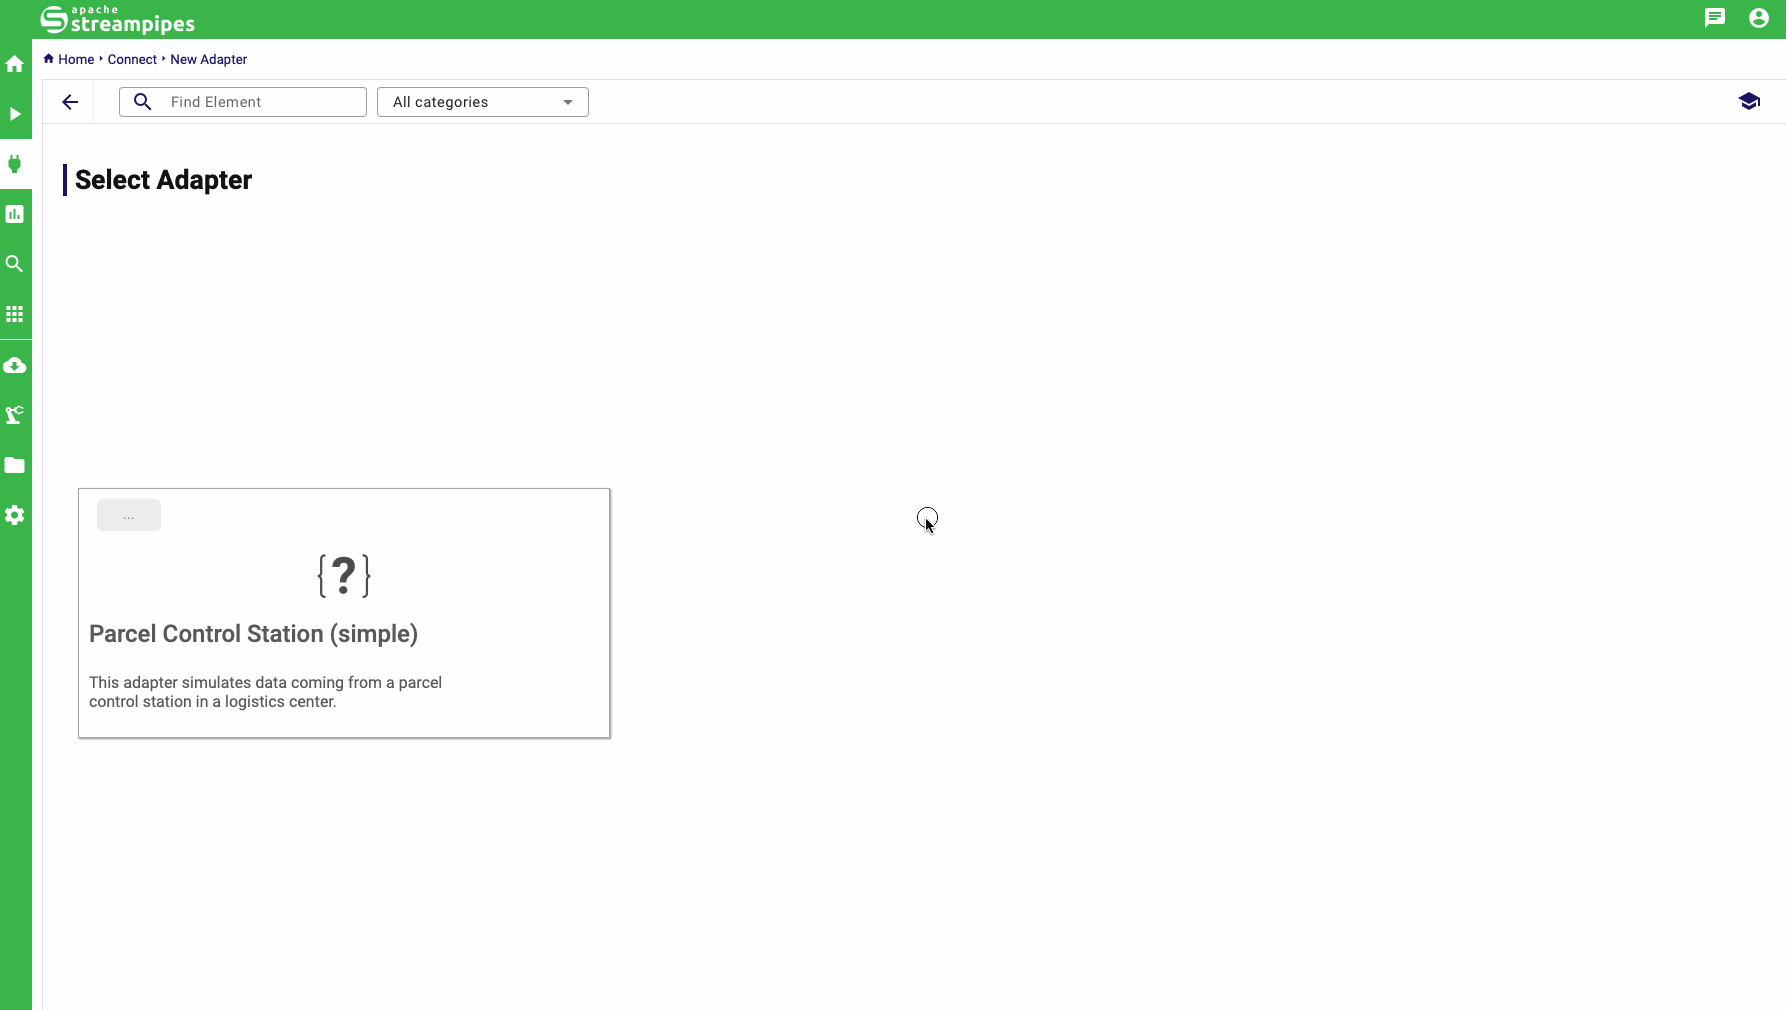 apache
streampipes
Home Connect New Adapter
Find Element
All categories
Select Adapter
...
{?}
Parcel Control Station (simple)
This adapter simulates data coming from a parcel
control station in a logistics center.